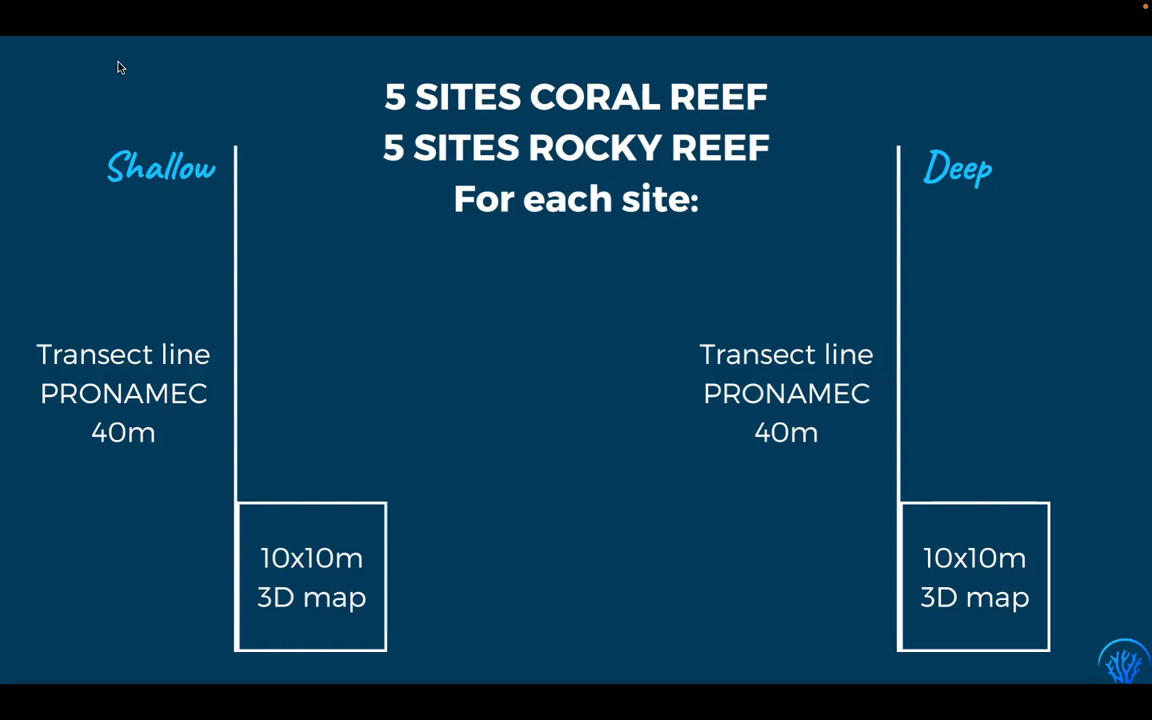 5 SITES CORAL REEF
5 SITES ROCKY REEF
For each site:
Shallow
Deep
Transect line
PRONAMEC
40m
Transect line
PRONAMEC
40m
10x10m
3D map
10x10m
3D map